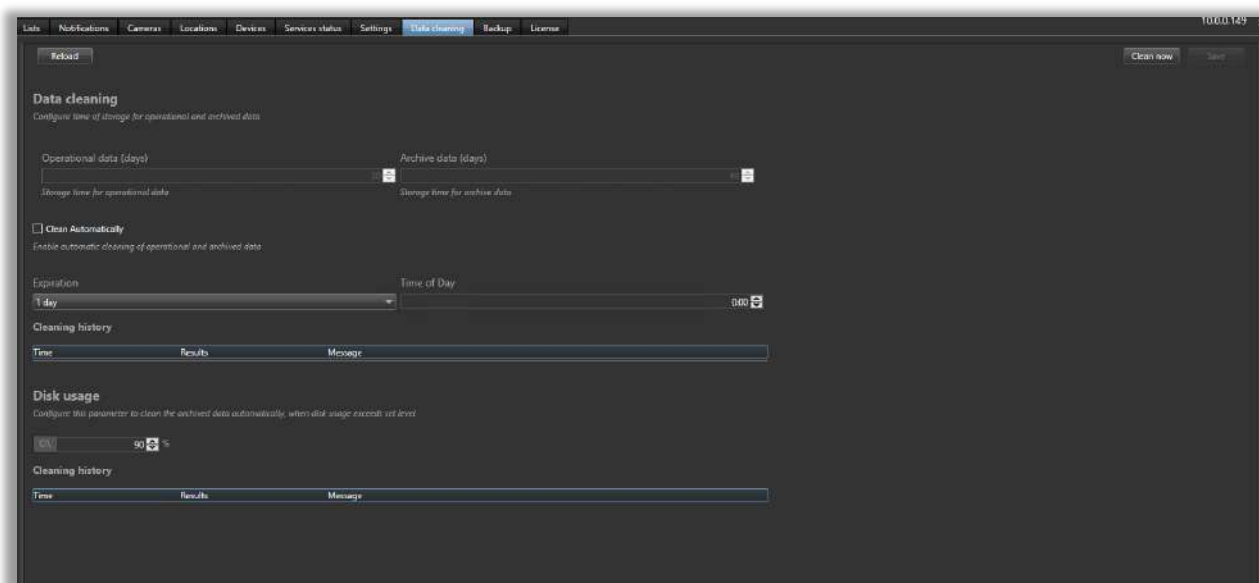 10.0.0.149
Lists Notifications Cameras Locations Devices Services status Settings Data cleaning Backup License
Reload Clean now Save
Data cleaning
Configure time of storage for operational and archived data
Operational data (days) Archive data (days)
Storage time for operational data Storage time for archive data
Clean Automatically
Enable automatic cleaning of operational and archived data
Expiration Time of Day
1 day 0:00
Cleaning history
Time Results Message
Disk usage
Configure this parameter to clean the archived data automatically, when disk usage exceeds set level
C:\ 90 %
Cleaning history
Time Results Message